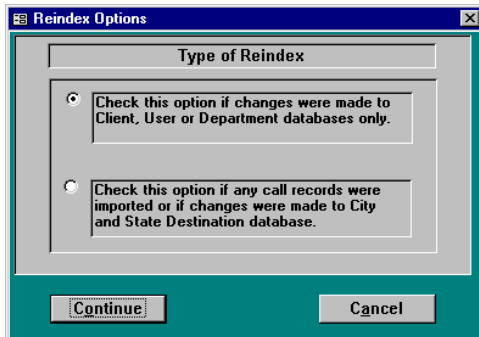 Reindex Options
Type of Reindex
Check this option if changes were made to
Client, User or Department databases only.
Check this option if any call records were
imported or if changes were made to City
and State Destination database.
Continue
Cancel